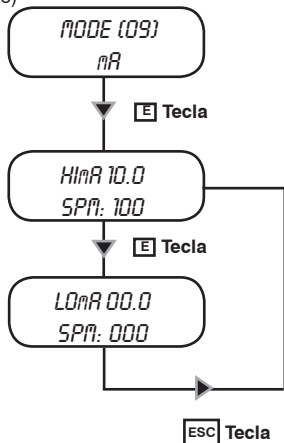 MODE (09)
mA
E Tecla
HImA 10.0
SPM: 100
E Tecla
LOmA 00.0
SPM: 000
ESC Tecla